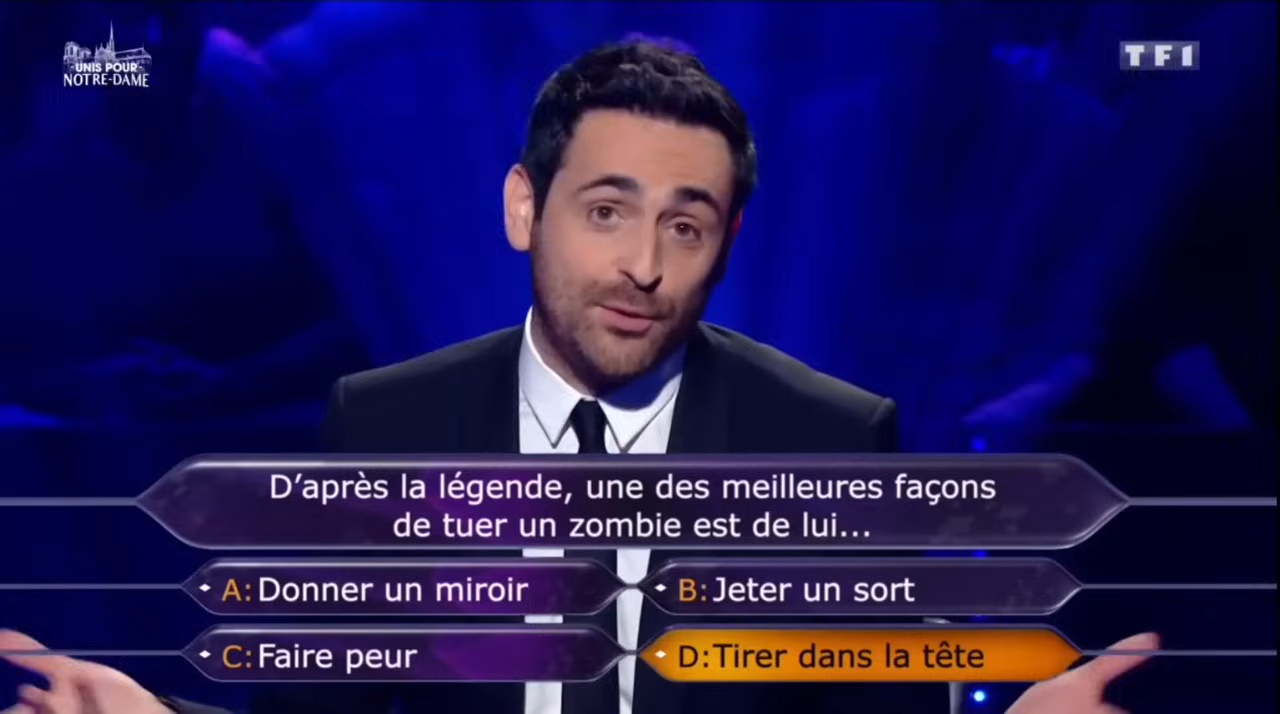 UNIS POUR
NOTRE-DAME
TF1
D’après la légende, une des meilleures façons
de tuer un zombie est de lui...
A: Donner un miroir
B: Jeter un sort
C: Faire peur
D: Tirer dans la tête